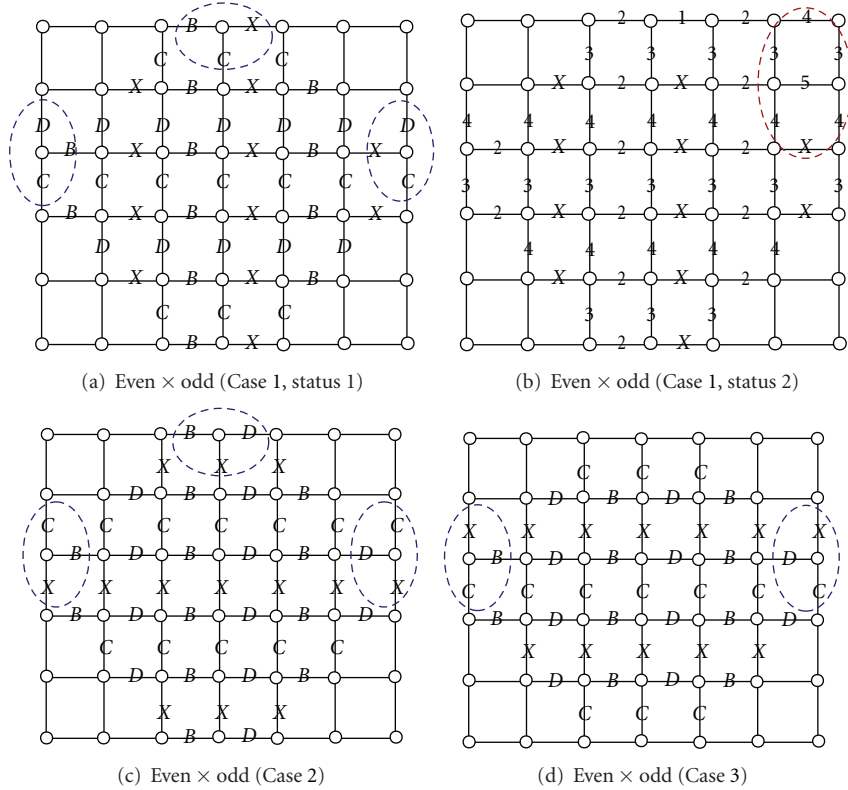 B X
C C C
X B X B
D D D D D D D
B X B X B X
C C C C C C C
B X B X B X
D D D D D
X B X B
C C C
B X
(a) Even × odd (Case 1, status 1)
2 1 2 4
3 3 3 3 3
X 2 X 2 5
4 4 4 4 4 4 4
2 X 2 X 2 X
3 3 3 3 3 3 3
2 X 2 X 2 X
4 4 4 4 4
X 2 X 2
3 3 3
2 X
(b) Even × odd (Case 1, status 2)
B D
X X X
D B D B
C C C C C C C
B D B D B D
X X X X X X X
B D B D B D
C C C C C
D B D B
X X X
B D
(c) Even × odd (Case 2)
C C C
D B D B
X X X X X X X
B D B D B D
C C C C C C C
B D B D B D
X X X X X
D B D B
C C C
(d) Even × odd (Case 3)